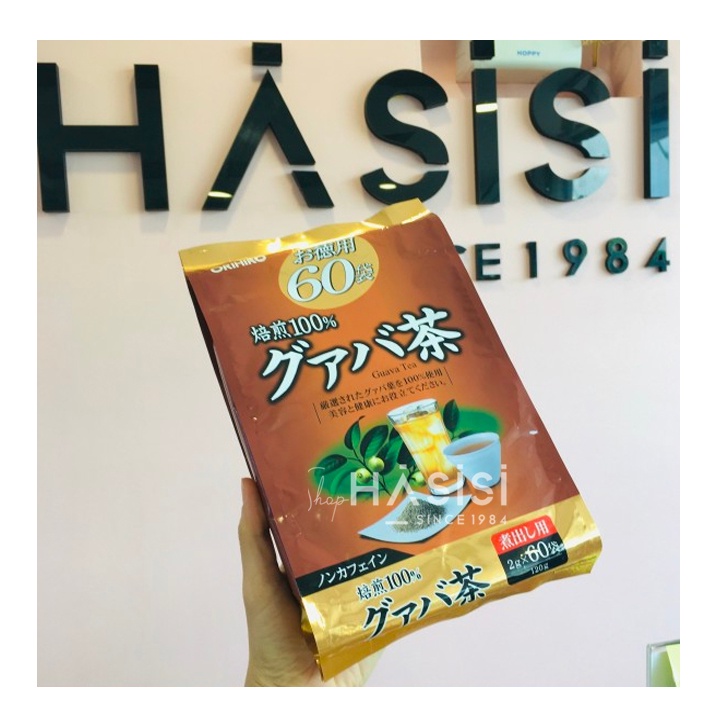 HOPPY
HASISI
SINCE 1984
ORIHIRO
お徳用
60袋
焙煎100%
グァバ茶
Guava Tea
厳選されたグァバ葉を100%使用
美容と健康にお役立てください。
Shop HASISI
SINCE 1984
ノンカフェイン
煮出し用
2g×60袋
120g
焙煎100%
グァバ茶